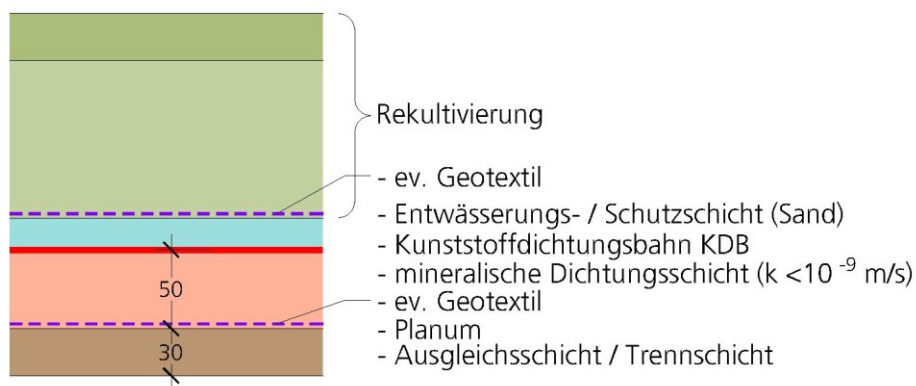 Rekultivierung
- ev. Geotextil
- Entwässerungs- / Schutzschicht (Sand)
- Kunststoffdichtungsbahn KDB
- mineralische Dichtungsschicht (k <10 -9 m/s)
- ev. Geotextil
- Planum
- Ausgleichsschicht / Trennschicht
50
30